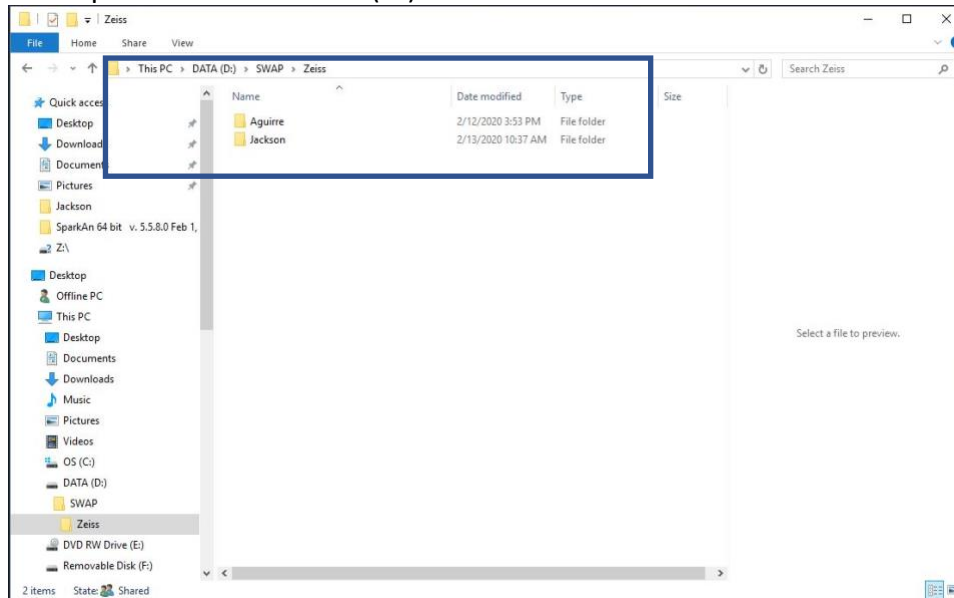 Zeiss
File Home Share View
This PC > DATA (D:) > SWAP > Zeiss
Search Zeiss
Name Date modified Type Size
Aguirre 2/12/2020 3:53 PM File folder
Jackson 2/13/2020 10:37 AM File folder
Quick acces
Desktop
Download
Document
Pictures
Jackson
SparkAn 64 bit v. 5.5.8.0 Feb 1,
Z:\
Desktop
Offline PC
This PC
Desktop
Documents
Downloads
Music
Pictures
Videos
OS (C:)
DATA (D:)
SWAP
Zeiss
DVD RW Drive (E:)
Removable Disk (F:)
Select a file to preview.
2 items State: Shared